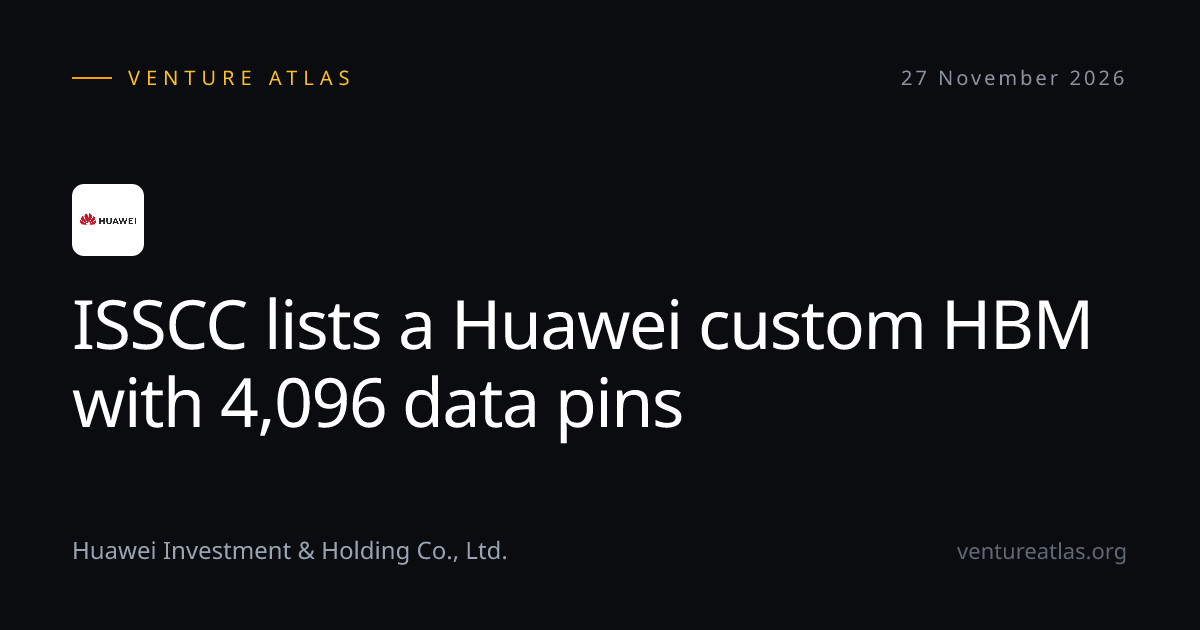 VENTURE ATLAS
27 November 2026
HUAWEI
ISSCC lists a Huawei custom HBM
with 4,096 data pins
Huawei Investment & Holding Co., Ltd.
ventureatlas.org